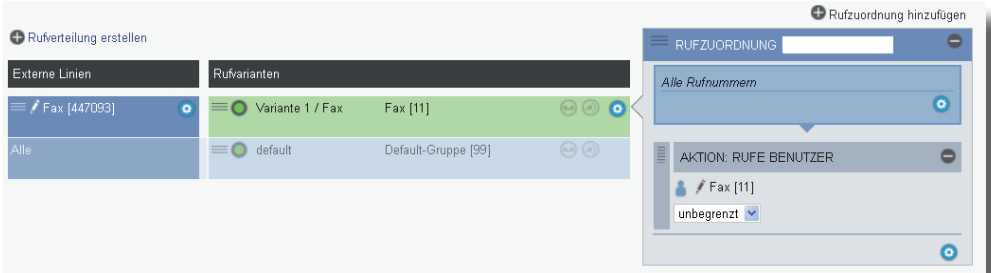 Rufzuordnung hinzufügen
Rufverteilung erstellen
RUFZUORDNUNG
Externe Linien
Rufvarianten
Alle Rufnummern
Fax [447093]
Variante 1 / Fax
Fax [11]
Alle
default
Default-Gruppe [99]
AKTION: RUFE BENUTZER
Fax [11]
unbegrenzt